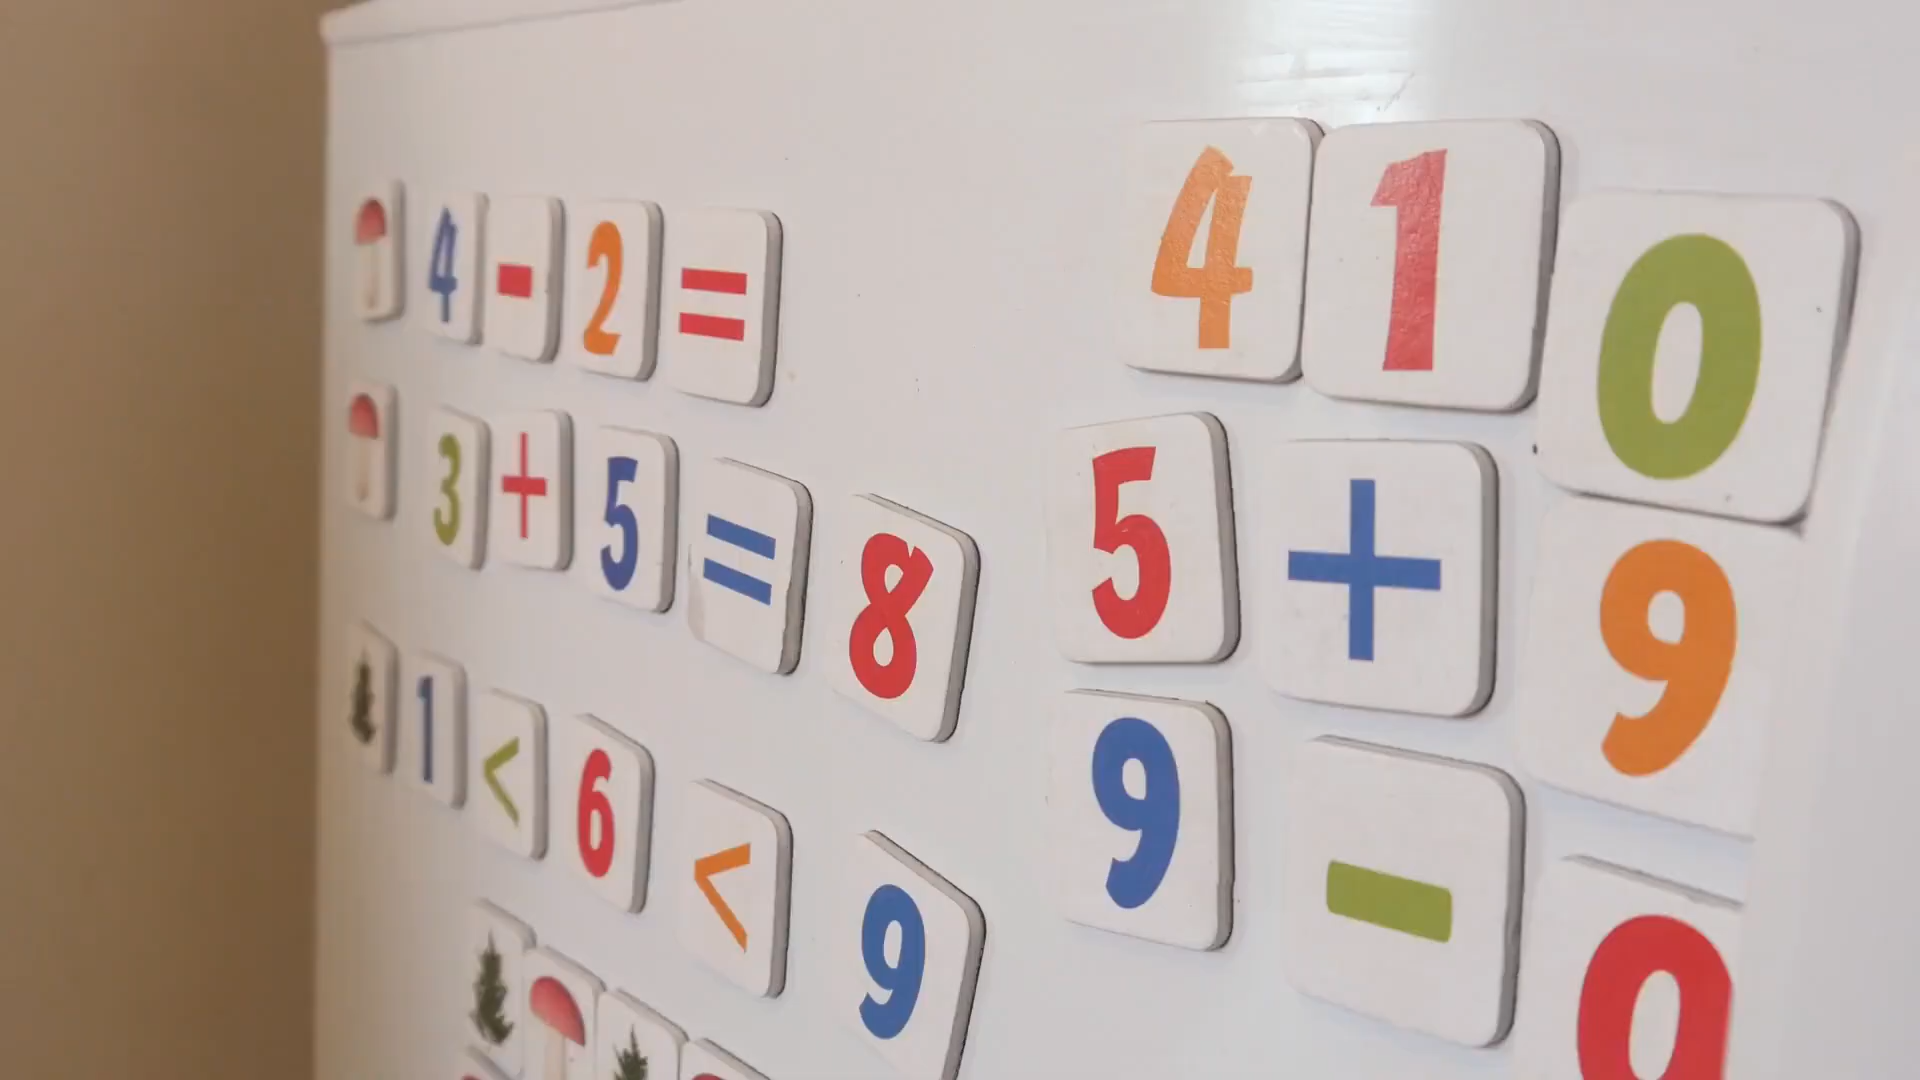 4 - 2 =
3 + 5 = 8
1 < 6 < 9
4 1 0
5 + 9
9 -